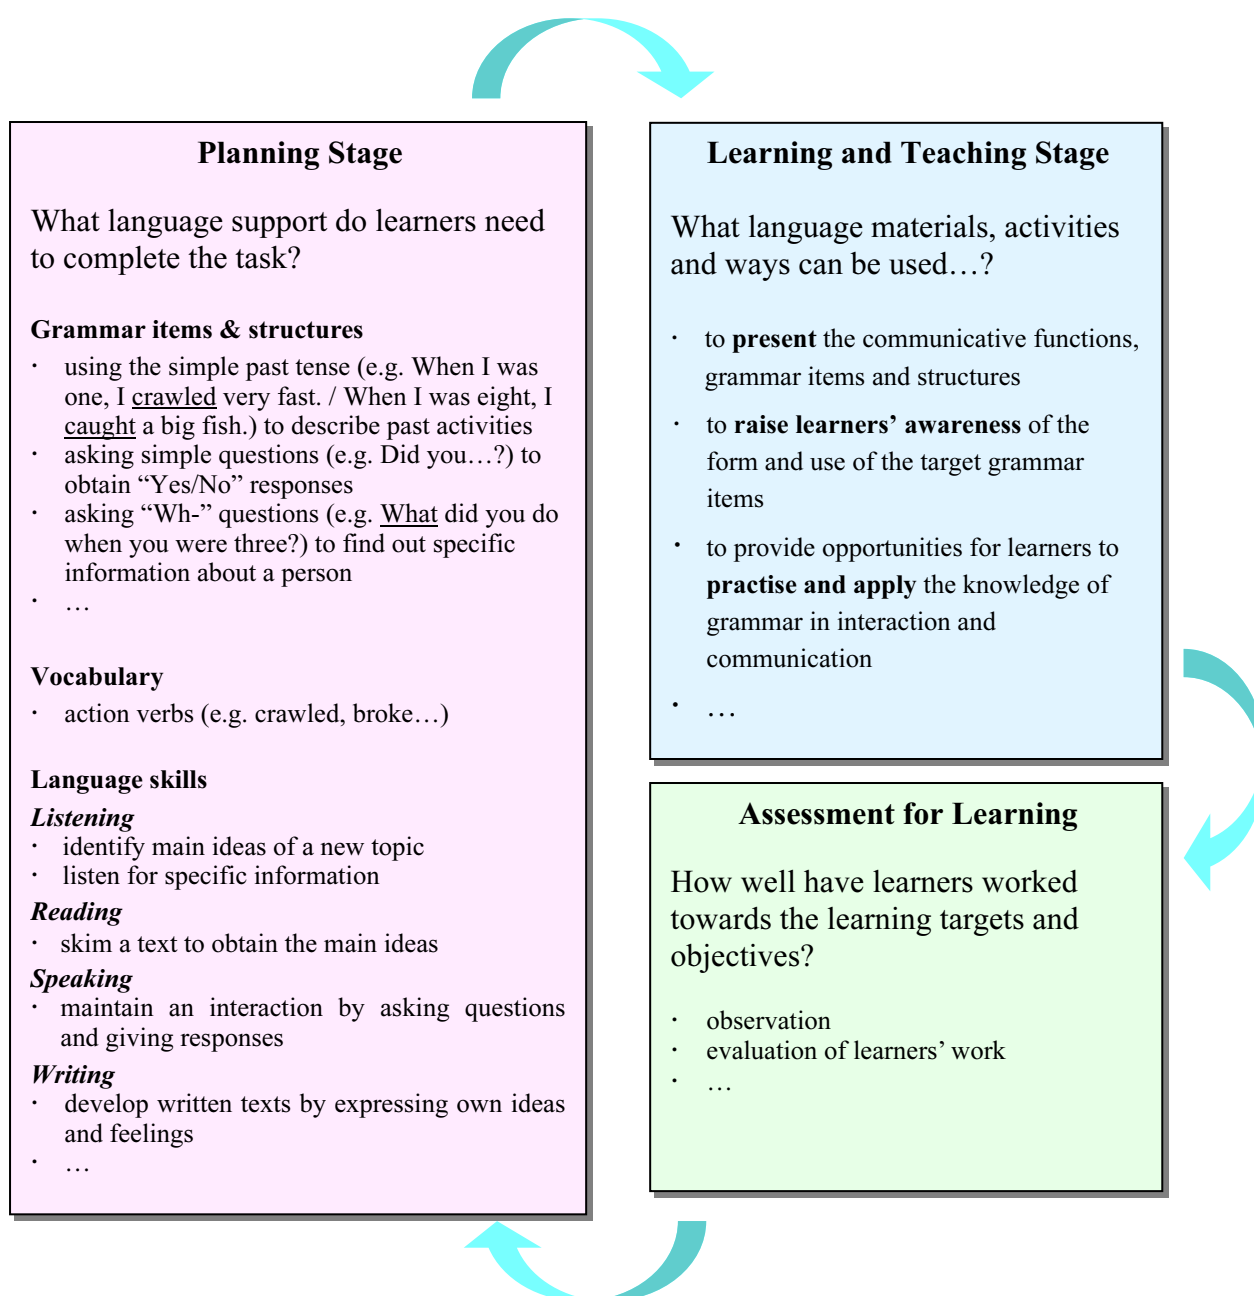 Planning Stage
What language support do learners need
to complete the task?
Grammar items & structures
· using the simple past tense (e.g. When I was
one, I crawled very fast. / When I was eight, I
caught a big fish.) to describe past activities
· asking simple questions (e.g. Did you…?) to
obtain “Yes/No” responses
· asking “Wh-” questions (e.g. What did you do
when you were three?) to find out specific
information about a person
· …
Vocabulary
· action verbs (e.g. crawled, broke…)
Language skills
Listening
· identify main ideas of a new topic
· listen for specific information
Reading
· skim a text to obtain the main ideas
Speaking
· maintain an interaction by asking questions
and giving responses
Writing
· develop written texts by expressing own ideas
and feelings
· …
Learning and Teaching Stage
What language materials, activities
and ways can be used…?
· to present the communicative functions,
grammar items and structures
· to raise learners’ awareness of the
form and use of the target grammar
items
· to provide opportunities for learners to
practise and apply the knowledge of
grammar in interaction and
communication
· …
Assessment for Learning
How well have learners worked
towards the learning targets and
objectives?
· observation
· evaluation of learners’ work
· …